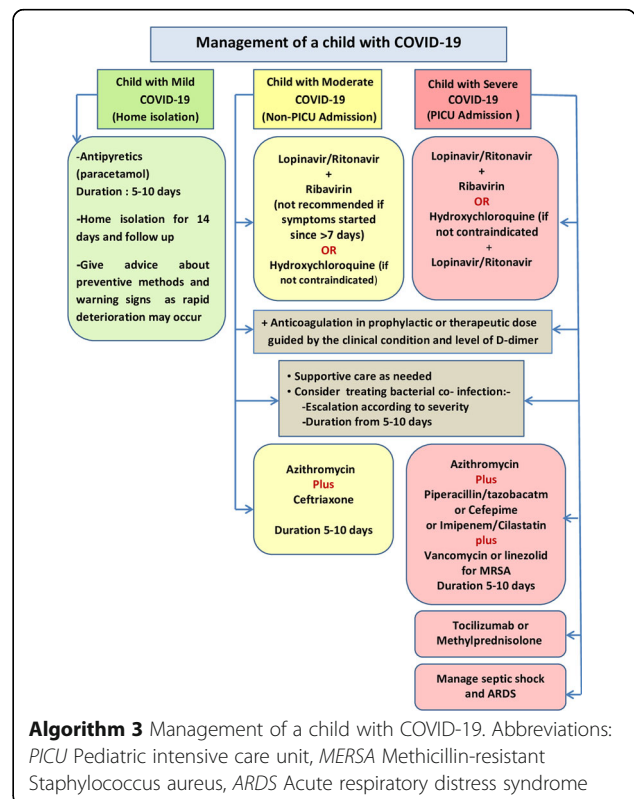 Management of a child with COVID-19
Child with Mild
COVID-19
(Home isolation)
Child with Moderate
COVID-19
(Non-PICU Admission)
Child with Severe
COVID-19
(PICU Admission )
-Antipyretics
(paracetamol)
Duration : 5-10 days
-Home isolation for 14
days and follow up
-Give advice about
preventive methods and
warning signs as rapid
deterioration may occur
Lopinavir/Ritonavir
+
Ribavirin
(not recommended if
symptoms started
since >7 days)
OR
Hydroxychloroquine (if
not contraindicated)
Lopinavir/Ritonavir
+
Ribavirin
OR
Hydroxychloroquine (if
not contraindicated
+
Lopinavir/Ritonavir
+ Anticoagulation in prophylactic or therapeutic dose
guided by the clinical condition and level of D-dimer
• Supportive care as needed
• Consider treating bacterial co- infection:-
-Escalation according to severity
-Duration from 5-10 days
Azithromycin
Plus
Ceftriaxone
Duration 5-10 days
Azithromycin
Plus
Piperacillin/tazobacatm
or Cefepime
or Imipenem/Cilastatin
plus
Vancomycin or linezolid
for MRSA
Duration 5-10 days
Tocilizumab or
Methylprednisolone
Manage septic shock
and ARDS
Algorithm 3 Management of a child with COVID-19. Abbreviations:
PICU Pediatric intensive care unit, MERSA Methicillin-resistant
Staphylococcus aureus, ARDS Acute respiratory distress syndrome